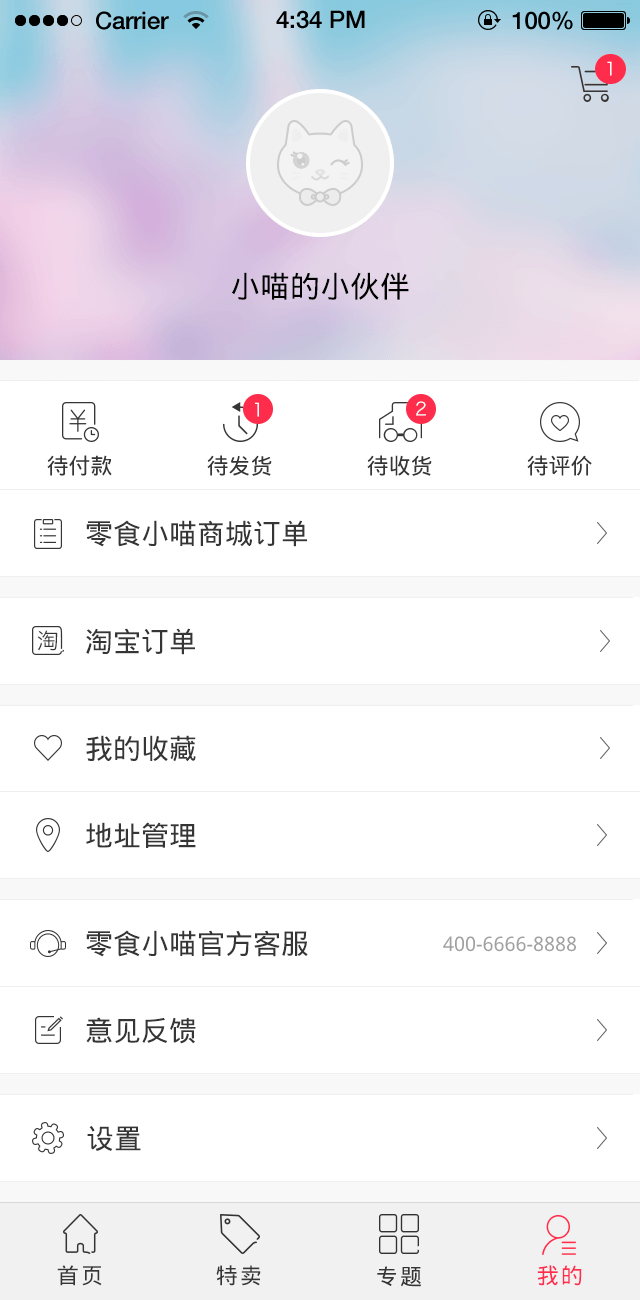 Carrier 4:34 PM 100%
1
小喵的小伙伴
1 2
待付款 待发货 待收货 待评价
零食小喵商城订单
淘 淘宝订单
我的收藏
地址管理
零食小喵官方客服 400-6666-8888
意见反馈
设置
首页 特卖 专题 我的